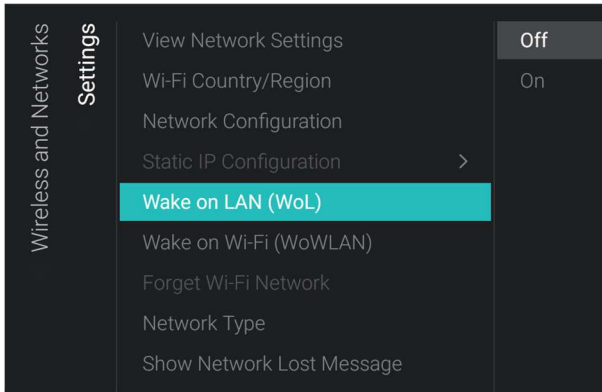 Wireless and Networks
Settings
View Network Settings
Wi-Fi Country/Region
Network Configuration
Static IP Configuration
Wake on LAN (WoL)
Wake on Wi-Fi (WoWLAN)
Forget Wi-Fi Network
Network Type
Show Network Lost Message
Off
On